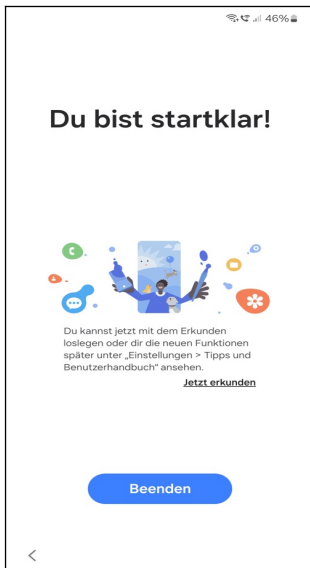 46%
Du bist startklar!
Du kannst jetzt mit dem Erkunden
loslegen oder dir die neuen Funktionen
später unter „Einstellungen > Tipps und
Benutzerhandbuch" ansehen.
Jetzt erkunden
Beenden